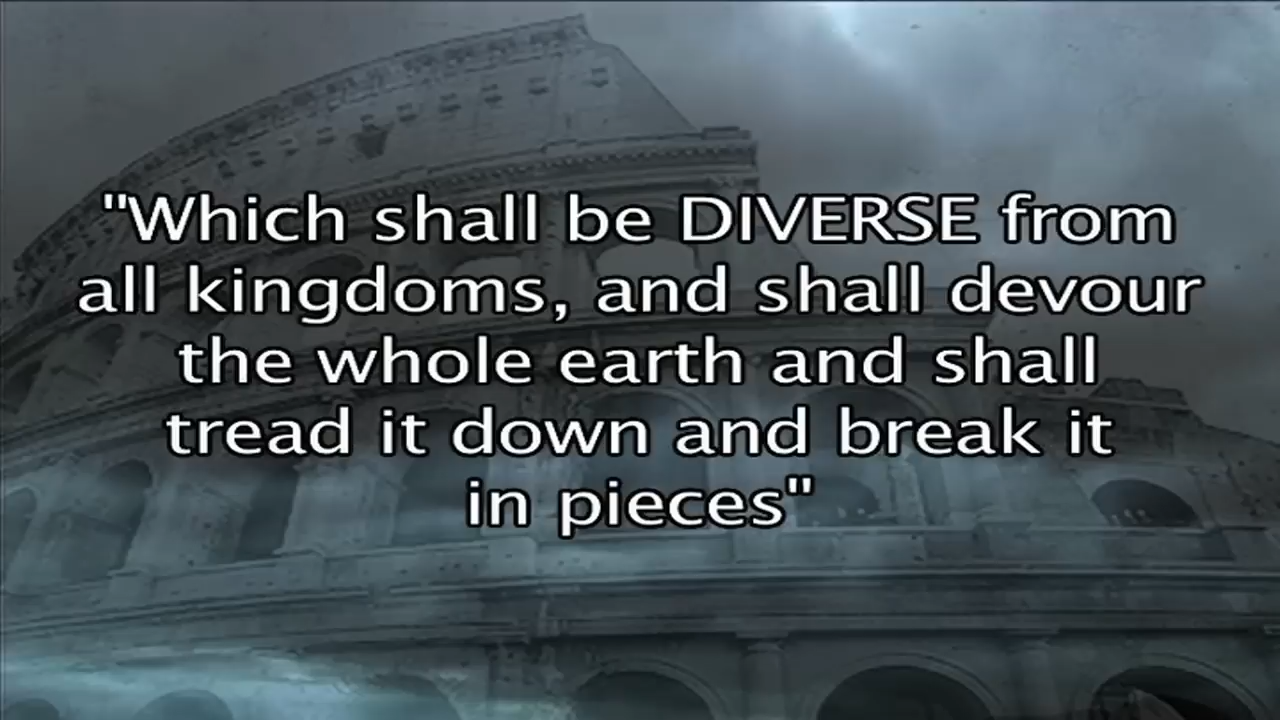 "Which shall be DIVERSE from
all kingdoms, and shall devour
the whole earth and shall
tread it down and break it
in pieces"